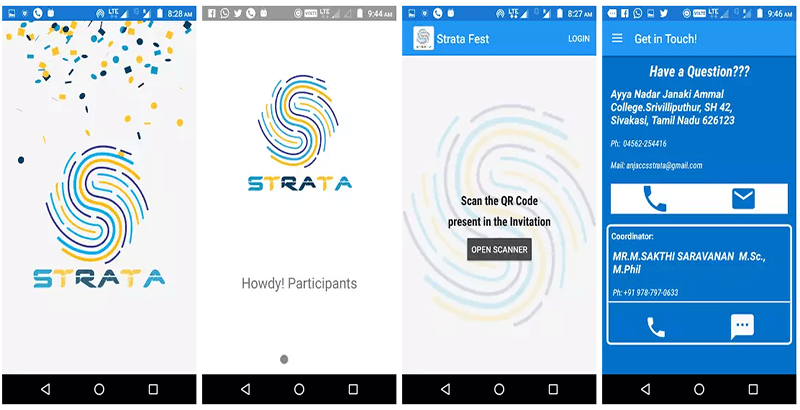 8:28 AM
STRATA
9:44 AM
STRATA
Howdy! Participants
8:27 AM
STRATA
Strata Fest
LOGIN
Scan the QR Code
present in the Invitation
OPEN SCANNER
9:46 AM
Get in Touch!
Have a Question???
Ayya Nadar Janaki Ammal
College.Srivilliputhur, SH 42,
Sivakasi, Tamil Nadu 626123
Ph: 04562-254416
Mail: anjaccsstrata@gmail.com
Coordinator:
MR.M.SAKTHI SARAVANAN M.Sc.,
M.Phil
Ph: +91 978-797-0633